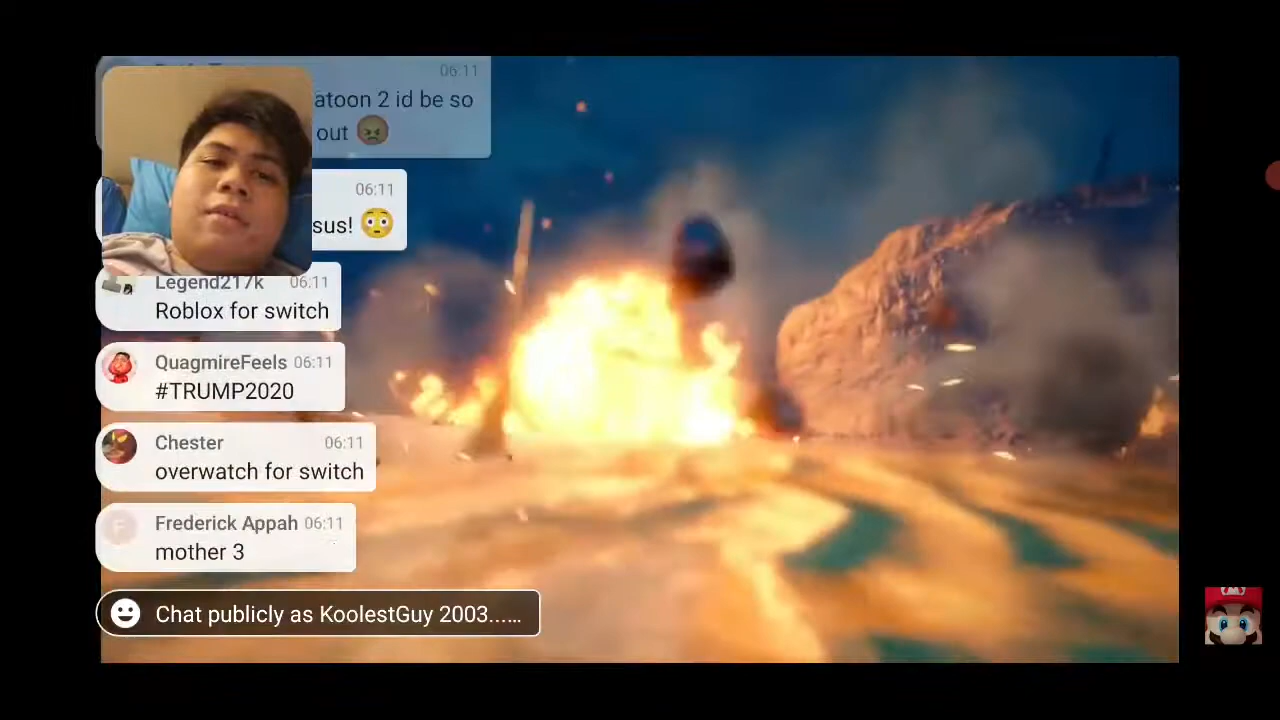 06:11
atoon 2 id be so
out 😡
06:11
sus! 😳
Legend217k 06:11
Roblox for switch
QuagmireFeels 06:11
#TRUMP2020
Chester 06:11
overwatch for switch
F
Frederick Appah 06:11
mother 3
Chat publicly as KoolestGuy 2003......
M